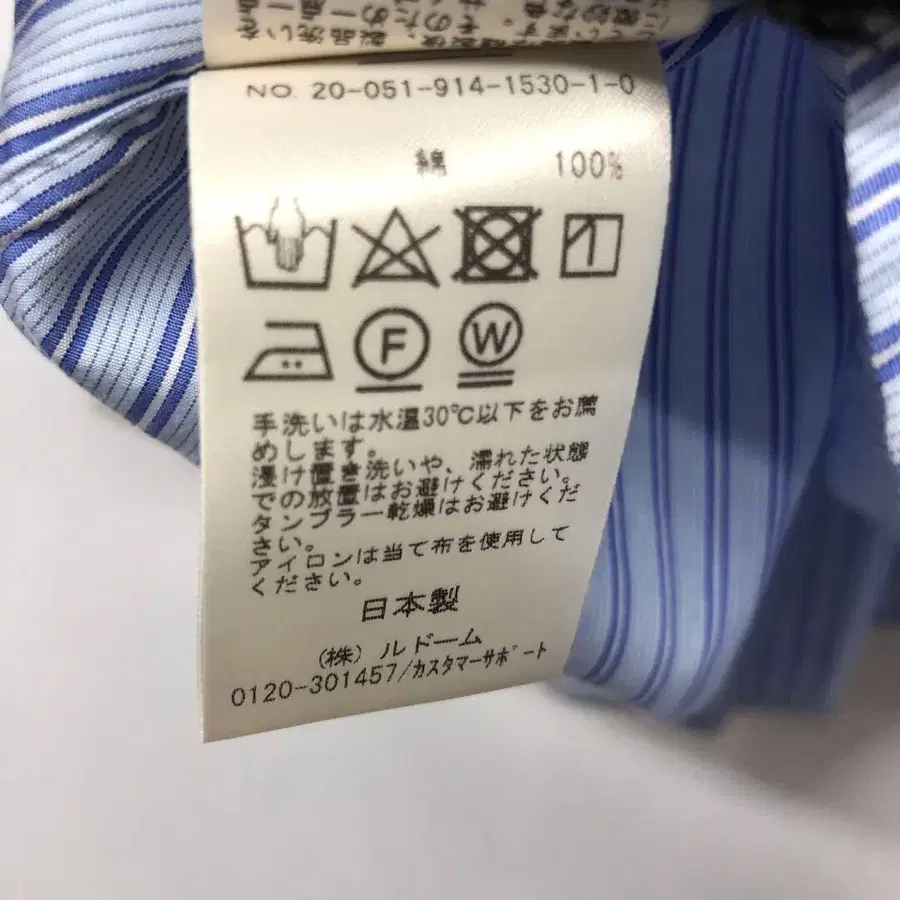 NO. 20-051-914-1530-1-0
綿 100%
F W
手洗いは水温30℃以下をお薦
めします。
浸け置き洗いや、濡れた状態
での放置はお避けください。
タンブラー乾燥はお避けくだ
さい。
アイロンは当て布を使用して
ください。
日本製
(株) ルドーム
0120-301457/カスタマーサポート